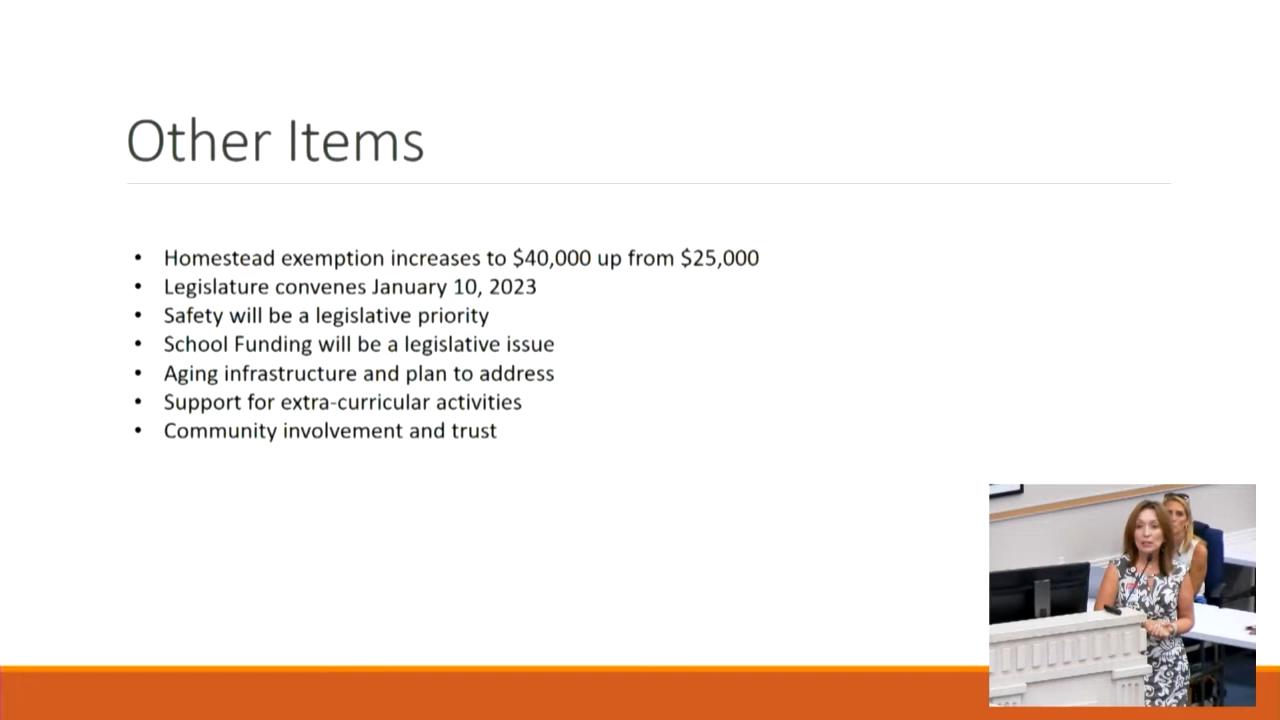 Other Items
• Homestead exemption increases to $40,000 up from $25,000
• Legislature convenes January 10, 2023
• Safety will be a legislative priority
• School Funding will be a legislative issue
• Aging infrastructure and plan to address
• Support for extra-curricular activities
• Community involvement and trust